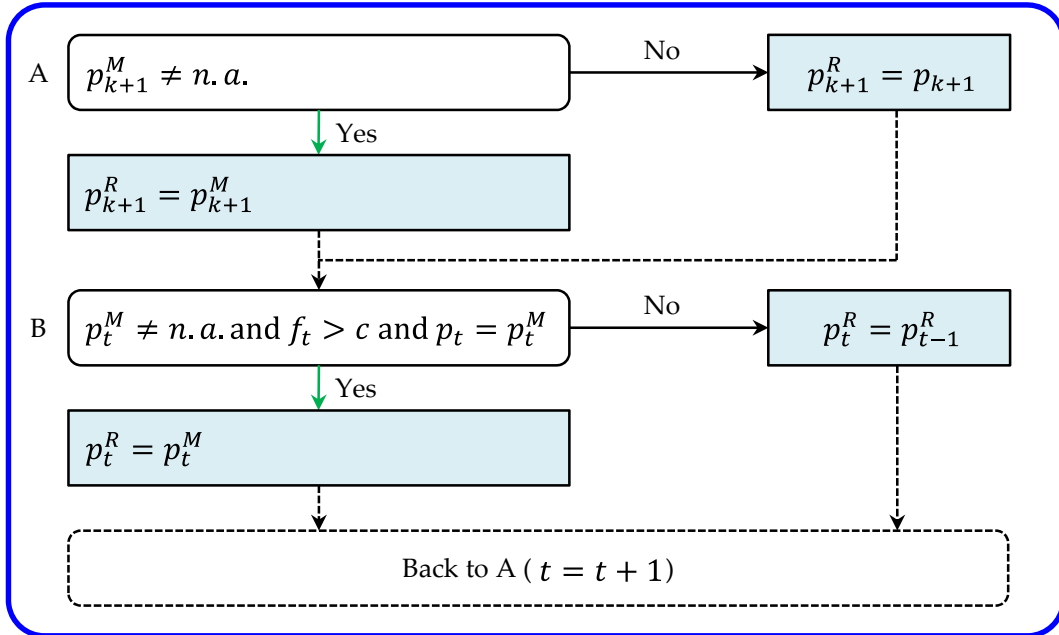 A
p^M_{k+1} ≠ n.a.
No
p^R_{k+1} = p_{k+1}
Yes
p^R_{k+1} = p^M_{k+1}
B
p^M_t ≠ n.a. and f_t > c and p_t = p^M_t
No
p^R_t = p^R_{t-1}
Yes
p^R_t = p^M_t
Back to A ( t = t + 1)